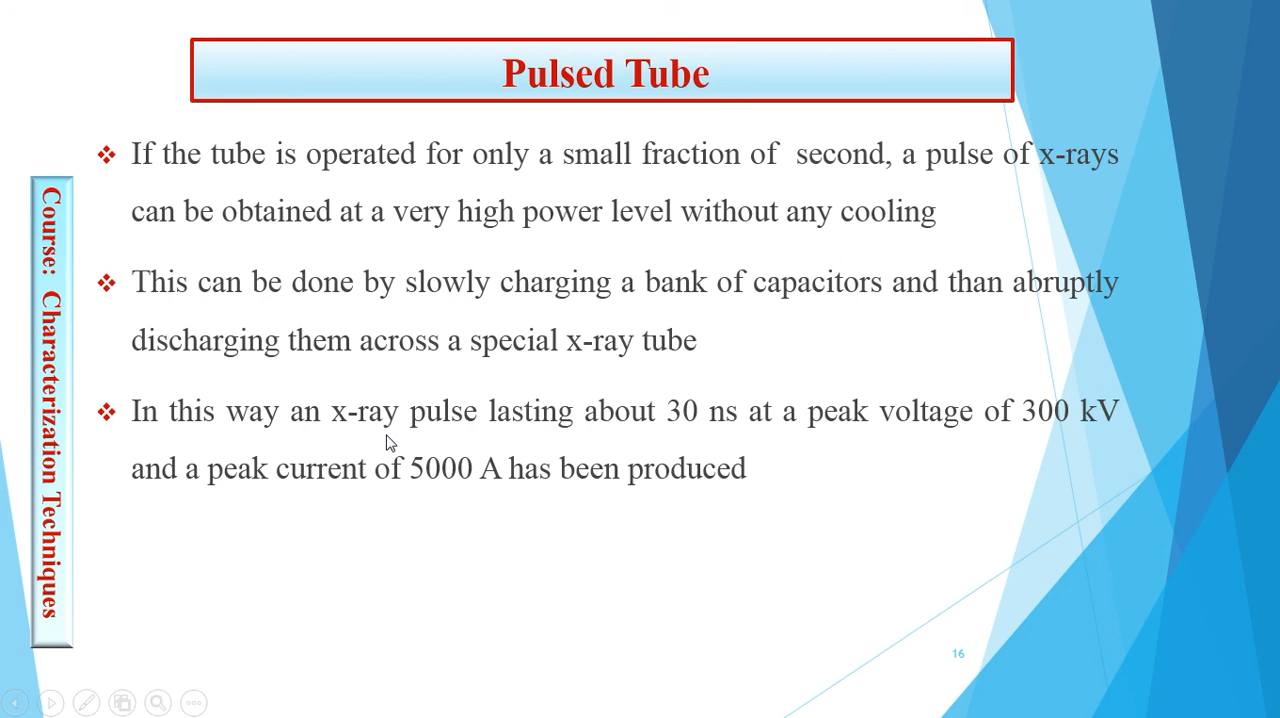 Pulsed Tube
If the tube is operated for only a small fraction of second, a pulse of x-rays
can be obtained at a very high power level without any cooling
This can be done by slowly charging a bank of capacitors and than abruptly
discharging them across a special x-ray tube
In this way an x-ray pulse lasting about 30 ns at a peak voltage of 300 kV
and a peak current of 5000 A has been produced
Course: Characterization Techniques
16